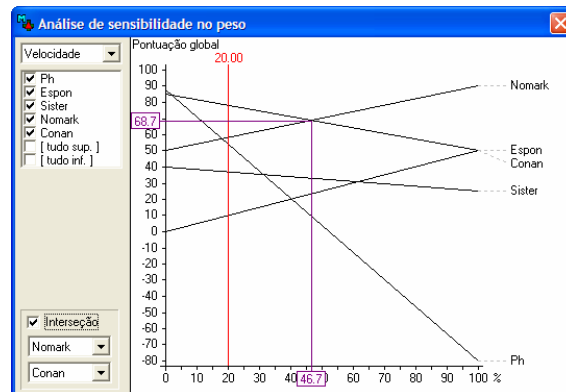 Análise de sensibilidade no peso
Velocidade
Ph
Espon
Sister
Nomark
Conan
[ tudo sup. ]
[ tudo inf. ]
Interseção
Nomark
Conan
Pontuação global
20.00
100
90
80
70
68.7
60
50
40
30
20
10
0
-10
-20
-30
-40
-50
-60
-70
-80
0 10 20 30 40 46.7 60 70 80 90 100 %
Nomark
Espon
Conan
Sister
Ph